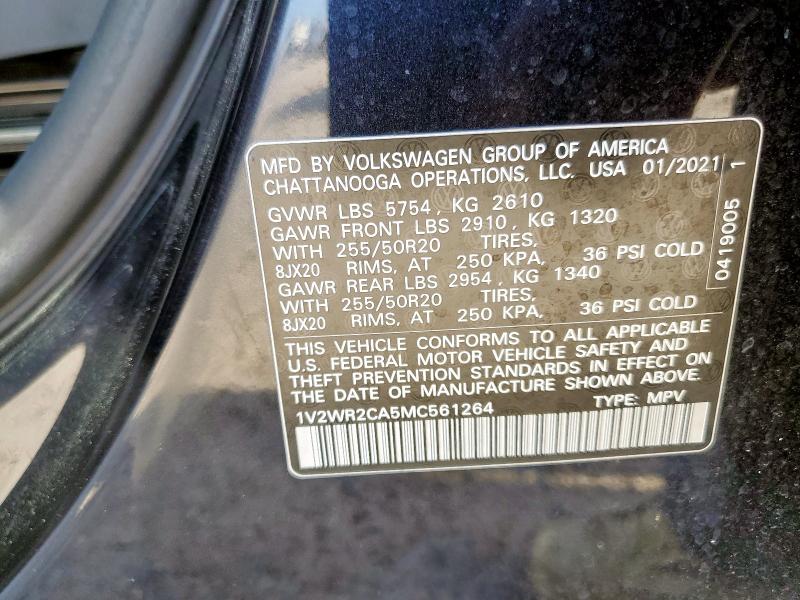 MFD BY VOLKSWAGEN GROUP OF AMERICA
CHATTANOOGA OPERATIONS, LLC. USA 01/2021
GVWR LBS 5754, KG 2610
GAWR FRONT LBS 2910, KG 1320
WITH 255/50R20 TIRES,
8JX20 RIMS, AT 250 KPA, 36 PSI COLD
GAWR REAR LBS 2954, KG 1340
WITH 255/50R20 TIRES,
8JX20 RIMS, AT 250 KPA, 36 PSI COLD
THIS VEHICLE CONFORMS TO ALL APPLICABLE
U.S. FEDERAL MOTOR VEHICLE SAFETY AND
THEFT PREVENTION STANDARDS IN EFFECT ON
THE DATE OF MANUFACTURE SHOWN ABOVE.
1V2WR2CA5MC561264 TYPE: MPV
0419005 1